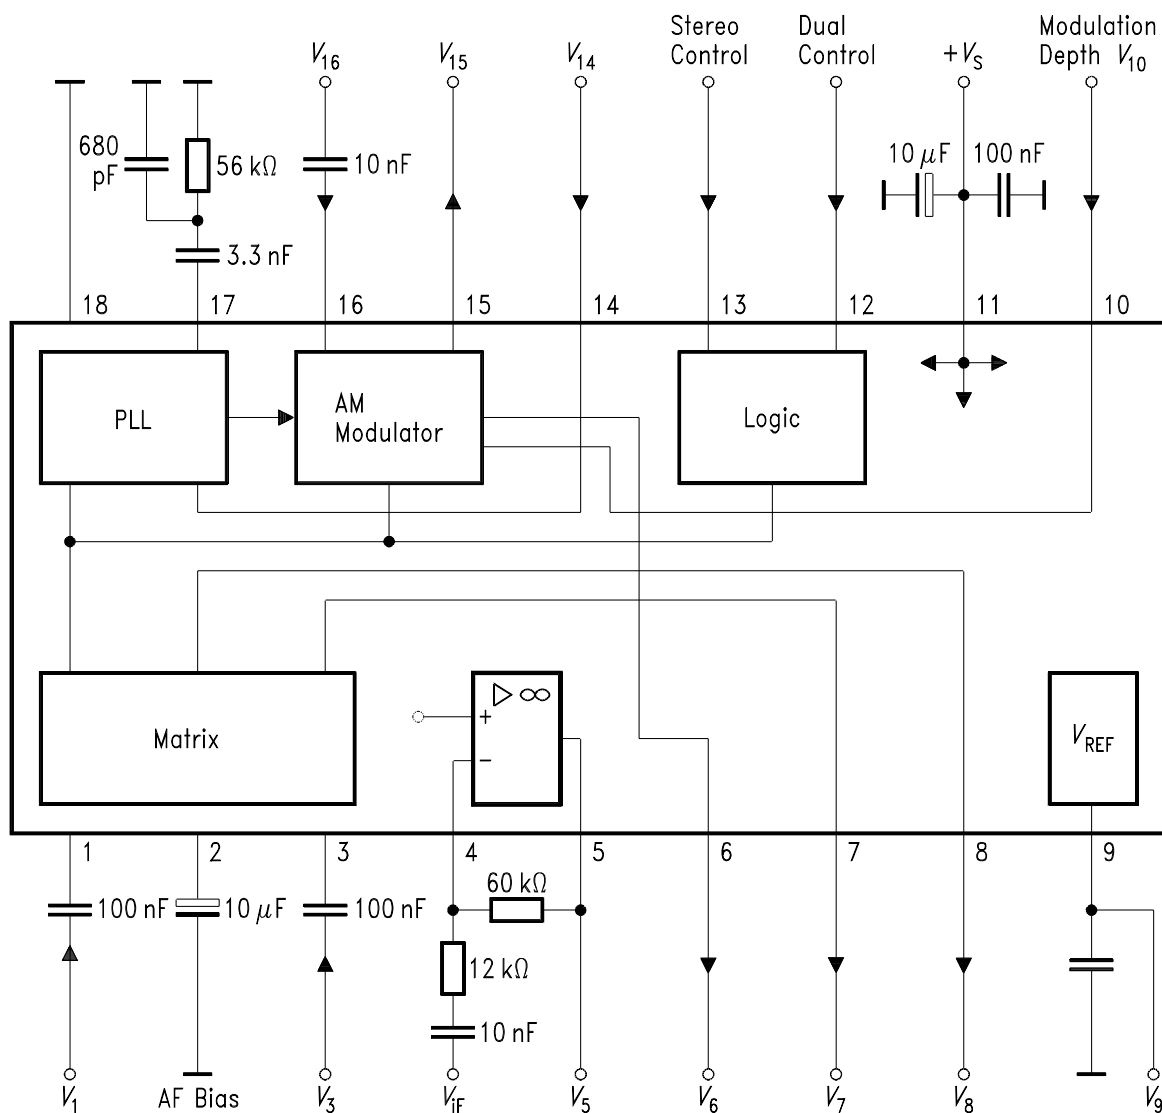 Stereo
Control
Dual
Control
Modulation
Depth V10
V16
V15
V14
+VS
680
pF
56 kΩ
10 nF
10 μF
100 nF
3.3 nF
18
17
16
15
14
13
12
11
10
PLL
AM
Modulator
Logic
▷ ∞
+
−
Matrix
VREF
1
2
3
4
5
6
7
8
9
100 nF
10 μF
100 nF
60 kΩ
12 kΩ
10 nF
V1
AF Bias
V3
ViF
V5
V6
V7
V8
V9